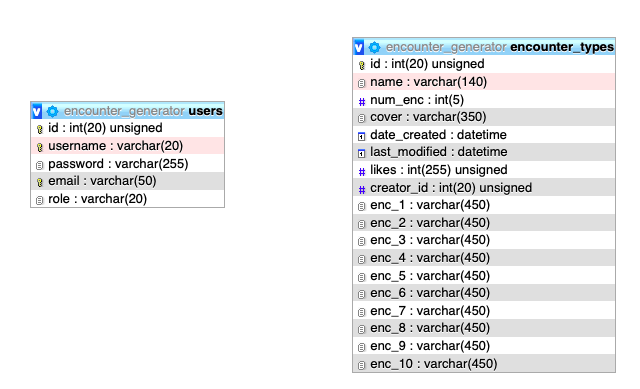 encounter_generator users
id : int(20) unsigned
username : varchar(20)
password : varchar(255)
email : varchar(50)
role : varchar(20)
encounter_generator encounter_types
id : int(20) unsigned
name : varchar(140)
num_enc : int(5)
cover : varchar(350)
date_created : datetime
last_modified : datetime
likes : int(255) unsigned
creator_id : int(20) unsigned
enc_1 : varchar(450)
enc_2 : varchar(450)
enc_3 : varchar(450)
enc_4 : varchar(450)
enc_5 : varchar(450)
enc_6 : varchar(450)
enc_7 : varchar(450)
enc_8 : varchar(450)
enc_9 : varchar(450)
enc_10 : varchar(450)